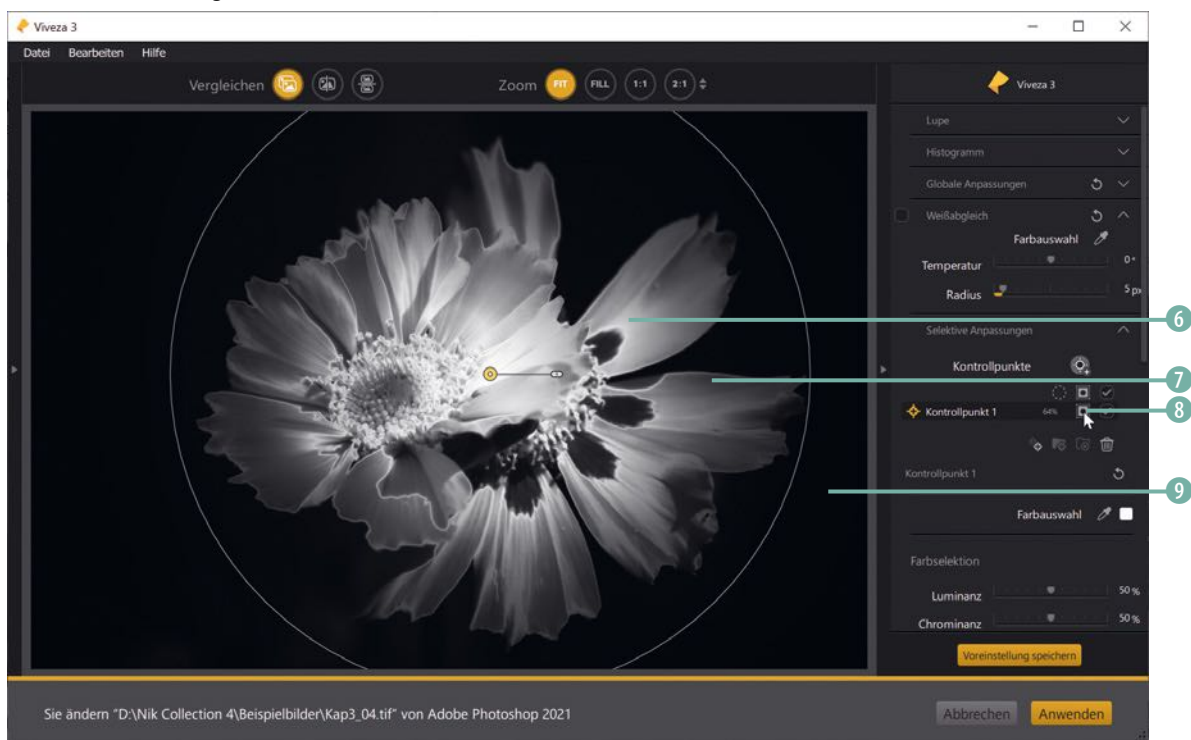 Viveza 3
Datei Bearbeiten Hilfe
Vergleichen Zoom FIT FILL 1:1 2:1
Viveza 3
Lupe
Histogramm
Globale Anpassungen
Weißabgleich
Farbauswahl
Temperatur 0
Radius 5 px
6
Selektive Anpassungen
Kontrollpunkte
7
Kontrollpunkt 1 64%
8
Kontrollpunkt 1
9
Farbauswahl
Farbselektion
Luminanz 50 %
Chrominanz 50 %
Voreinstellung speichern
Sie ändern "D:\Nik Collection 4\Beispielbilder\Kap3_04.tif" von Adobe Photoshop 2021
Abbrechen Anwenden